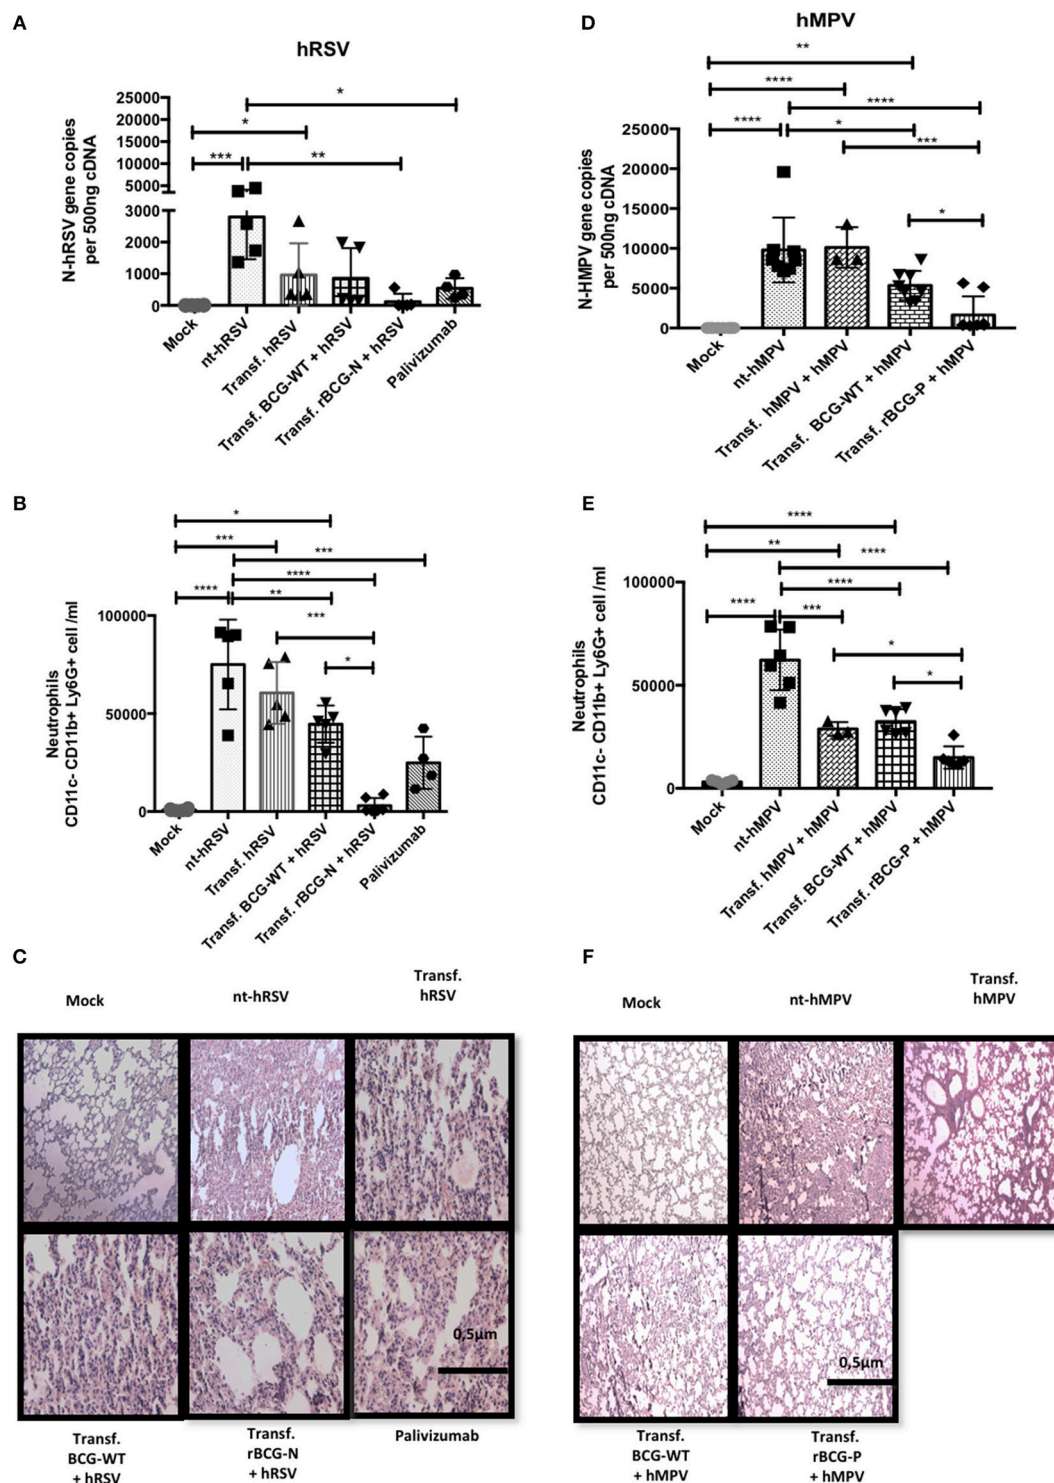 A
hRSV
*
*
***
**
25000
20000
15000
10000
5000
3000
2000
1000
0
N-hRSV gene copies
per 500ng cDNA
Mock
nt-hRSV
Transf. hRSV
Transf. BCG-WT + hRSV
Transf. rBCG-N + hRSV
Palivizumab
D
hMPV
**
****
****
****
*
***
*
25000
20000
15000
10000
5000
0
N-HMPV gene copies
per 500ng cDNA
Mock
nt-hMPV
Transf. hMPV + hMPV
Transf. BCG-WT + hMPV
Transf. rBCG-P + hMPV
B
*
***
***
****
****
**
***
*
100000
50000
0
Neutrophils
CD11c- CD11b+ Ly6G+ cell /ml
Mock
nt-hRSV
Transf. hRSV
Transf. BCG-WT + hRSV
Transf. rBCG-N + hRSV
Palivizumab
E
****
**
****
****
****
***
*
*
100000
50000
0
Neutrophils
CD11c- CD11b+ Ly6G+ cell /ml
Mock
nt-hMPV
Transf. hMPV + hMPV
Transf. BCG-WT + hMPV
Transf. rBCG-P + hMPV
C
Mock
nt-hRSV
Transf.
hRSV
0,5µm
Transf.
BCG-WT
+ hRSV
Transf.
rBCG-N
+ hRSV
Palivizumab
F
Mock
nt-hMPV
Transf.
hMPV
0,5µm
Transf.
BCG-WT
+ hMPV
Transf.
rBCG-P
+ hMPV